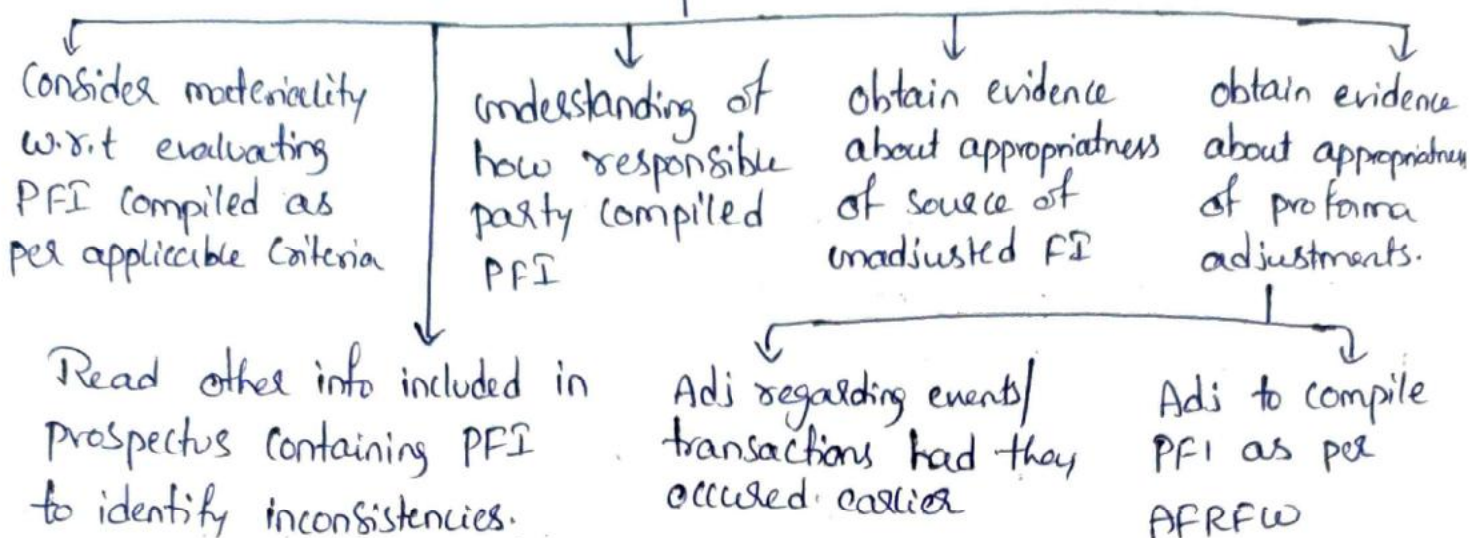 Consider materiality
w.r.t evaluating
PFI compiled as
per applicable Criteria
understanding of
how responsible
party compiled
PFI
obtain evidence
about appropriatness
of source of
unadjusted FI
obtain evidence
about appropriatness
of proforma
adjustments.
Read other info included in
prospectus containing PFI
to identify inconsistencies.
Adj regarding events/
transactions had they
occured earlier
Adj to compile
PFI as per
AFRFW